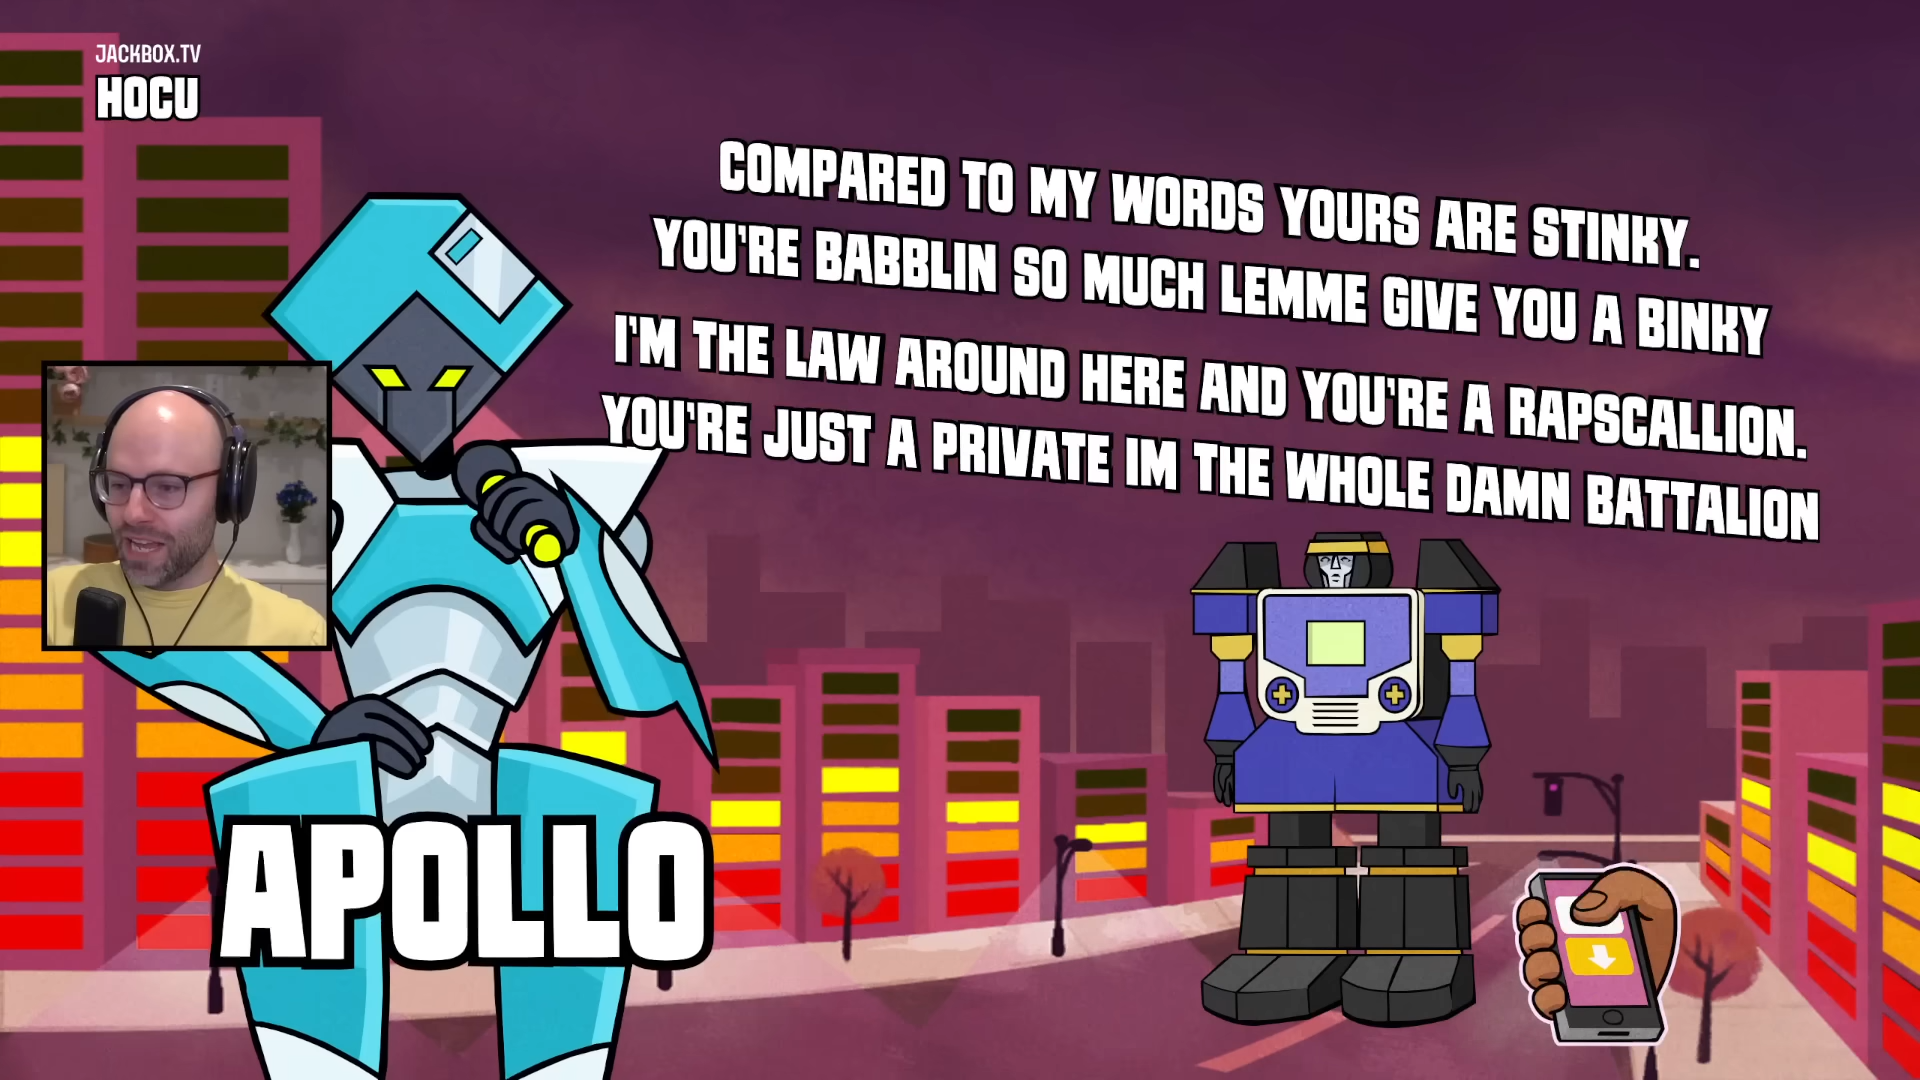 JACKBOX.TV
HOCU
COMPARED TO MY WORDS YOURS ARE STINKY.
YOU'RE BABBLIN SO MUCH LEMME GIVE YOU A BINKY
I'M THE LAW AROUND HERE AND YOU'RE A RAPSCALLION.
YOU'RE JUST A PRIVATE IM THE WHOLE DAMN BATTALION
APOLLO